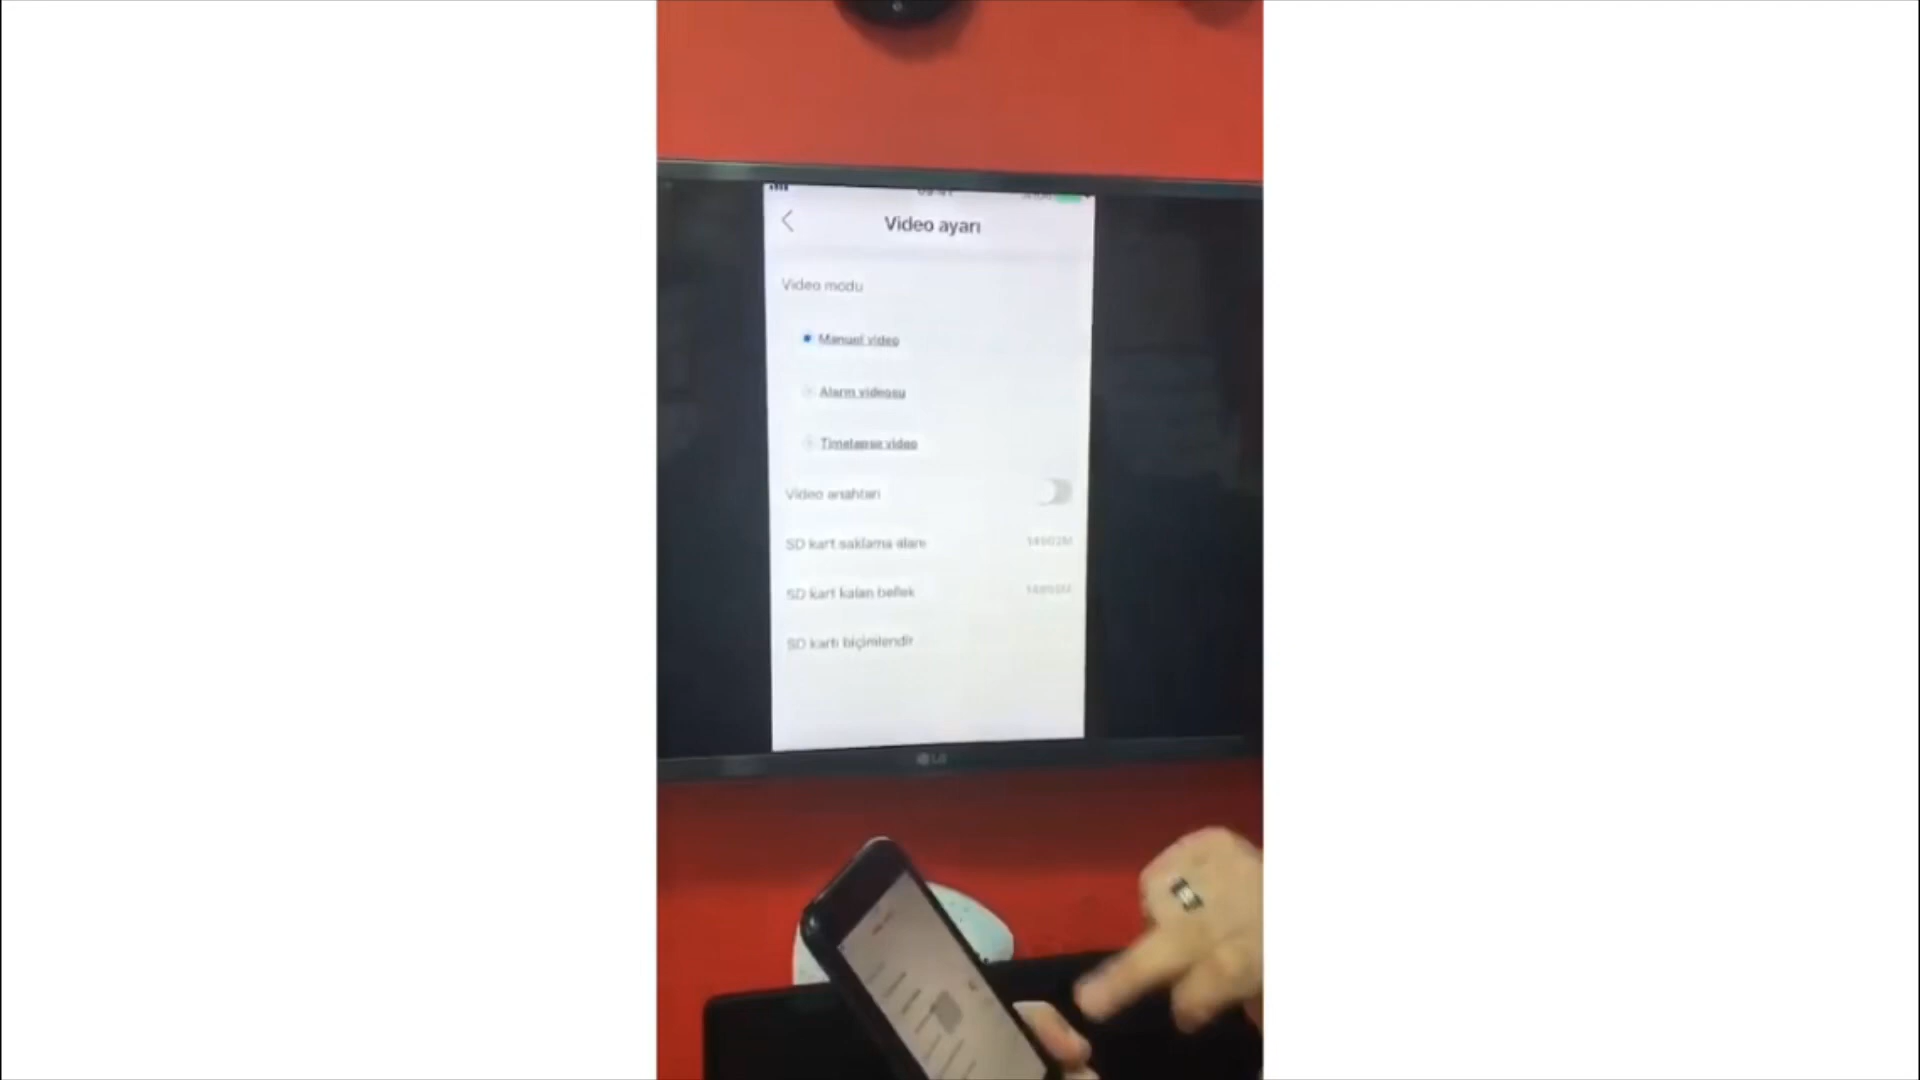 Video ayarı
Video modu
Manuel video
Alarm videosu
Timelapse video
Video anahtarı
SD kart saklama alanı
SD kart kalan bellek
SD kartı biçimlendir
LG